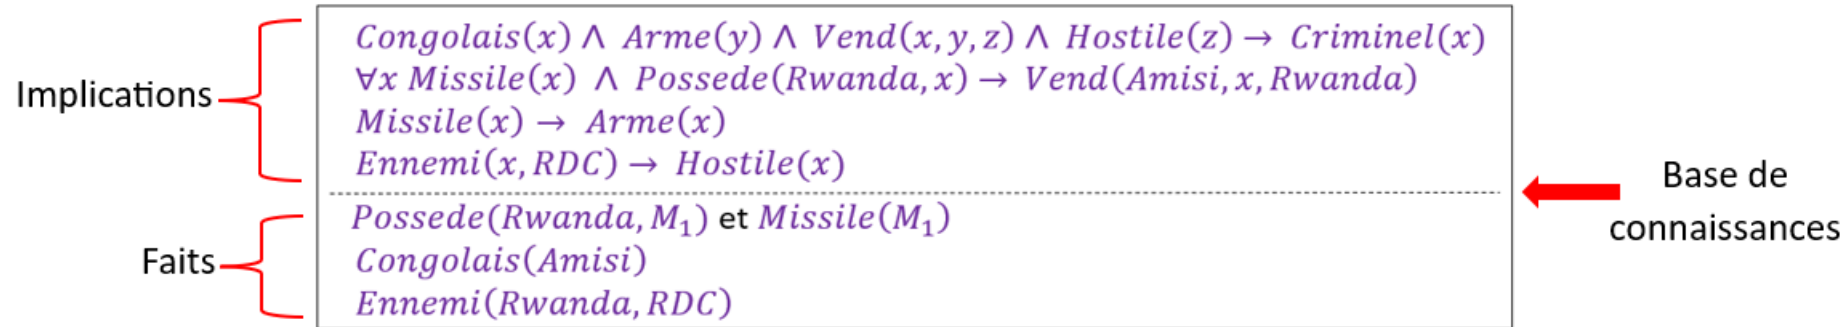 Implications
Congolais(x) ∧ Arme(y) ∧ Vend(x, y, z) ∧ Hostile(z) → Criminel(x)
∀x Missile(x) ∧ Possede(Rwanda, x) → Vend(Amisi, x, Rwanda)
Missile(x) → Arme(x)
Ennemi(x, RDC) → Hostile(x)
Faits
Possede(Rwanda, M₁) et Missile(M₁)
Congolais(Amisi)
Ennemi(Rwanda, RDC)
Base de
connaissances